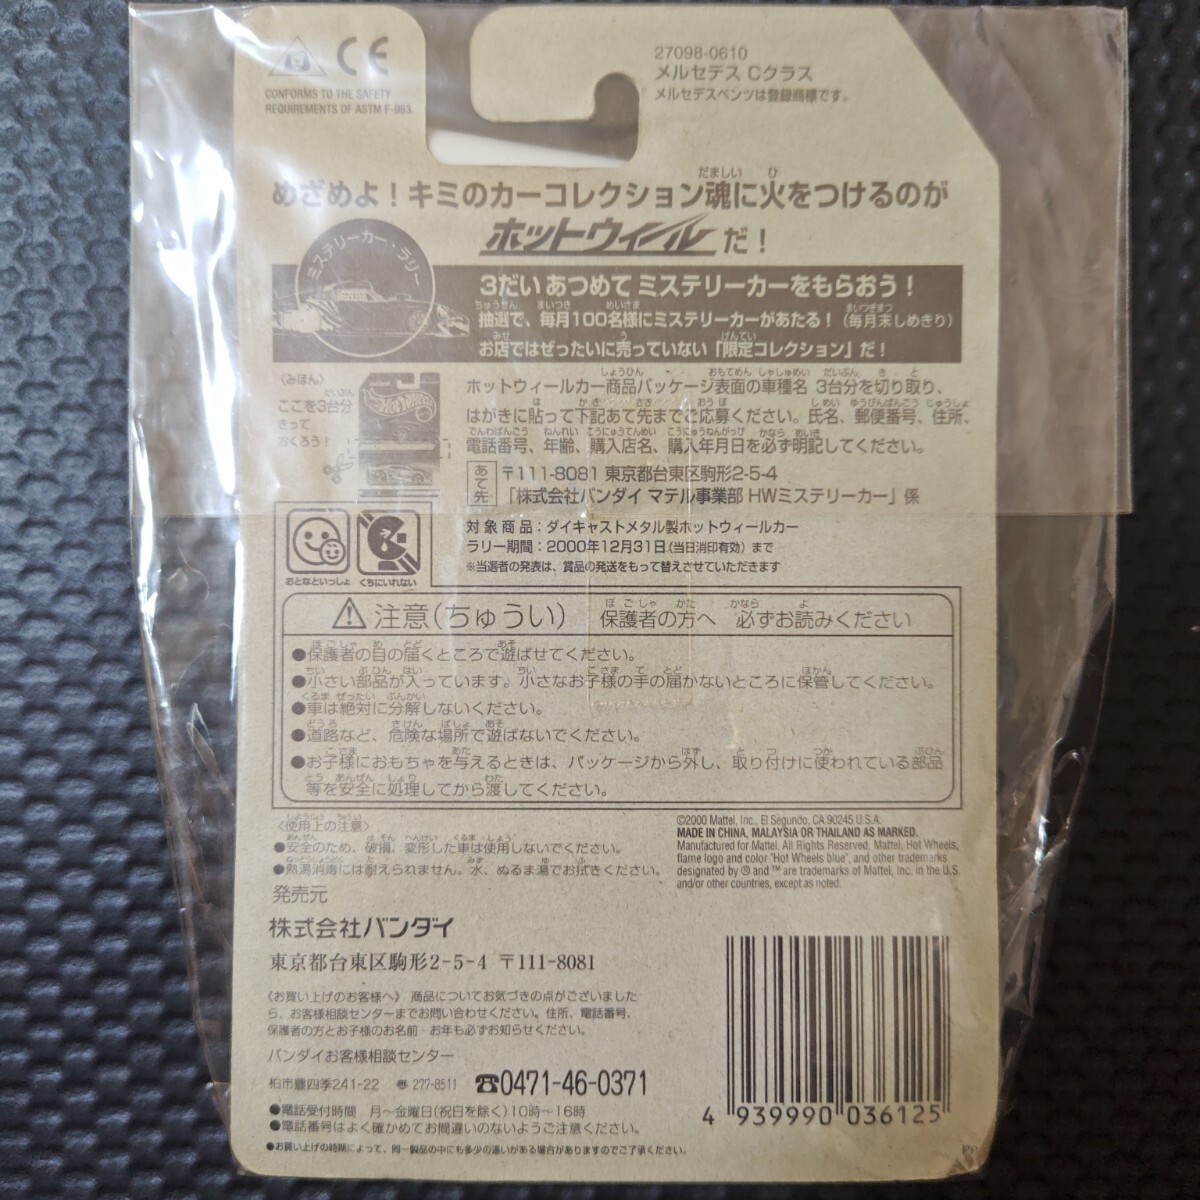 CE
CONFORMS TO THE SAFETY
REQUIREMENTS OF ASTM F-963.
27098-0610
メルセデス Cクラス
メルセデスベンツは登録商標です。
めざめよ！キミのカーコレクション魂に火をつけるのが
だましい ひ
ホットウィールだ！
ミステリーカー・ラリー
3だい あつめて ミステリーカーをもらおう！
抽選で、毎月100名様にミステリーカーがあたる！（毎月末しめきり）
お店ではぜったいに売っていない「限定コレクション」だ！
〈みほん〉
ここを3台分
きって
おくろう！
Hot Wheels
ホットウィールカー商品パッケージ表面の車種名 3台分を切り取り、
はがきに貼って下記あて先までご応募ください。氏名、郵便番号、住所、
電話番号、年齢、購入店名、購入年月日を必ず明記してください。
あて先 〒111-8081 東京都台東区駒形2-5-4
「株式会社バンダイ マテル事業部 HWミステリーカー」係
対象商品：ダイキャストメタル製ホットウィールカー
ラリー期間：2000年12月31日（当日消印有効）まで
※当選者の発表は、賞品の発送をもって替えさせていただきます
おとなといっしょ くちにいれない
⚠注意（ちゅうい） 保護者の方へ 必ずお読みください
●保護者の目の届くところで遊ばせてください。
●小さい部品が入っています。小さなお子様の手の届かないところに保管してください。
●車は絶対に分解しないください。
●道路など、危険な場所で遊ばないでください。
●お子様におもちゃを与えるときは、パッケージから外し、取り付けに使われている部品
等を安全に処理してから渡してください。
〈使用上の注意〉
●安全のため、破損、変形した車は使用しないでください。
●熱湯消毒には耐えられません。水、ぬるま湯でお拭きください。
©2000 Mattel, Inc., El Segundo, CA 90245 U.S.A.
MADE IN CHINA, MALAYSIA OR THAILAND AS MARKED.
Manufactured for Mattel. All Rights Reserved. Mattel, Hot Wheels,
flame logo and color "Hot Wheels blue", and other trademarks
designated by ® and ™ are trademarks of Mattel, Inc. in the U.S.
and/or other countries, except as noted.
発売元
株式会社バンダイ
東京都台東区駒形2-5-4 〒111-8081
〈お買い上げのお客様へ〉 商品についてお気づきの点がございました
ら、お客様相談センターまでお問い合わせください。住所、電話番号、
保護者の方とお子様のお名前・お年も必ずお知らせください。
バンダイお客様相談センター
柏市豊四季241-22 〒 277-8511 ☎0471-46-0371
●電話受付時間 月〜金曜日（祝日を除く）10時〜16時
●電話番号はよく確かめてお間違いのないようご注意ください。
●お買い上げの時期によって、同一製品の中にも多少の違いがある場合がありますのでご了承ください。
4 939990 036125
PP